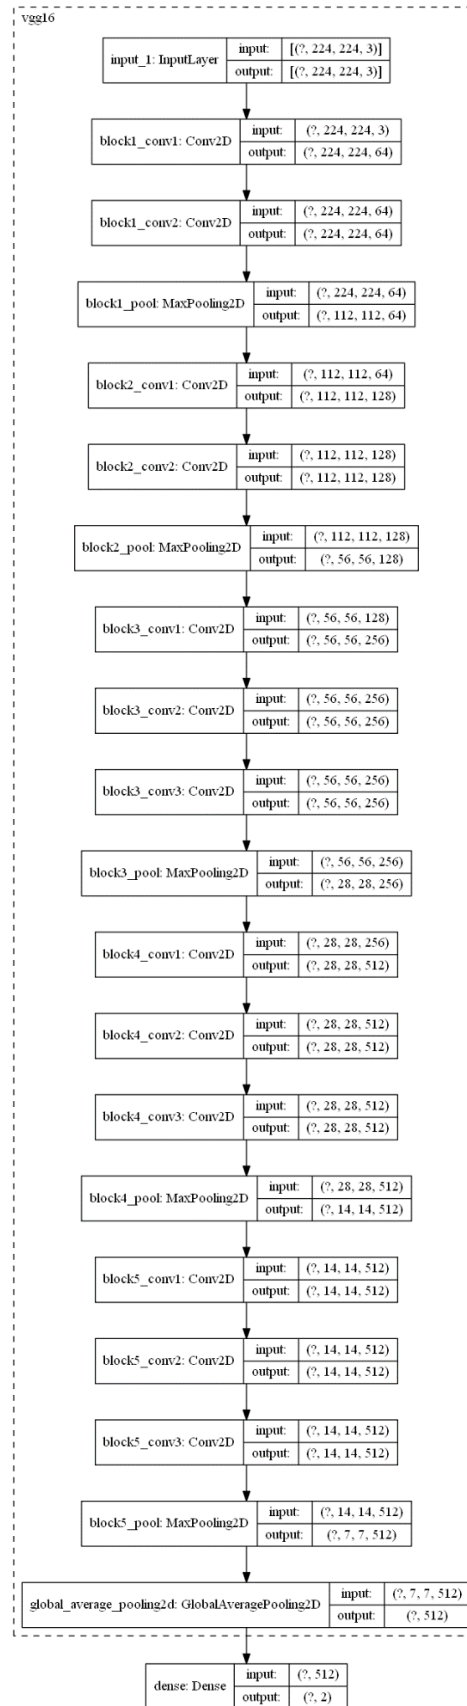 vgg16
input_1: InputLayer
input: [(?, 224, 224, 3)]
output: [(?, 224, 224, 3)]
block1_conv1: Conv2D
input: (?, 224, 224, 3)
output: (?, 224, 224, 64)
block1_conv2: Conv2D
input: (?, 224, 224, 64)
output: (?, 224, 224, 64)
block1_pool: MaxPooling2D
input: (?, 224, 224, 64)
output: (?, 112, 112, 64)
block2_conv1: Conv2D
input: (?, 112, 112, 64)
output: (?, 112, 112, 128)
block2_conv2: Conv2D
input: (?, 112, 112, 128)
output: (?, 112, 112, 128)
block2_pool: MaxPooling2D
input: (?, 112, 112, 128)
output: (?, 56, 56, 128)
block3_conv1: Conv2D
input: (?, 56, 56, 128)
output: (?, 56, 56, 256)
block3_conv2: Conv2D
input: (?, 56, 56, 256)
output: (?, 56, 56, 256)
block3_conv3: Conv2D
input: (?, 56, 56, 256)
output: (?, 56, 56, 256)
block3_pool: MaxPooling2D
input: (?, 56, 56, 256)
output: (?, 28, 28, 256)
block4_conv1: Conv2D
input: (?, 28, 28, 256)
output: (?, 28, 28, 512)
block4_conv2: Conv2D
input: (?, 28, 28, 512)
output: (?, 28, 28, 512)
block4_conv3: Conv2D
input: (?, 28, 28, 512)
output: (?, 28, 28, 512)
block4_pool: MaxPooling2D
input: (?, 28, 28, 512)
output: (?, 14, 14, 512)
block5_conv1: Conv2D
input: (?, 14, 14, 512)
output: (?, 14, 14, 512)
block5_conv2: Conv2D
input: (?, 14, 14, 512)
output: (?, 14, 14, 512)
block5_conv3: Conv2D
input: (?, 14, 14, 512)
output: (?, 14, 14, 512)
block5_pool: MaxPooling2D
input: (?, 14, 14, 512)
output: (?, 7, 7, 512)
global_average_pooling2d: GlobalAveragePooling2D
input: (?, 7, 7, 512)
output: (?, 512)
dense: Dense
input: (?, 512)
output: (?, 2)